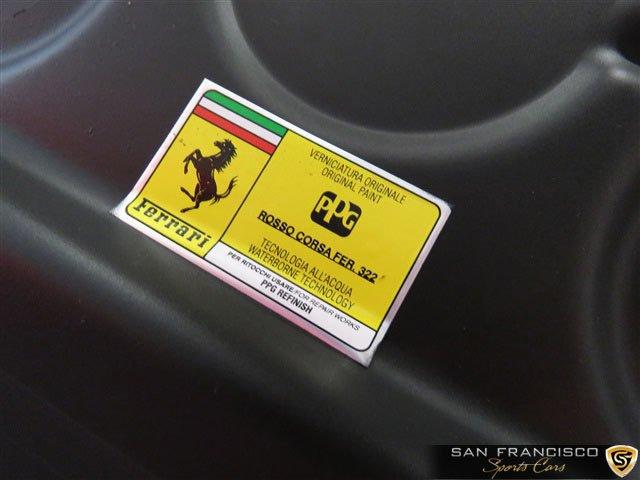 Ferrari
VERNICIATURA ORIGINALE
ORIGINAL PAINT
PPG
ROSSO CORSA FER. 322
TECNOLOGIA ALL'ACQUA
WATERBORNE TECHNOLOGY
PER RITOCCHI USARE/FOR REPAIR WORKS
PPG REFINISH
SAN FRANCISCO
Sports Cars